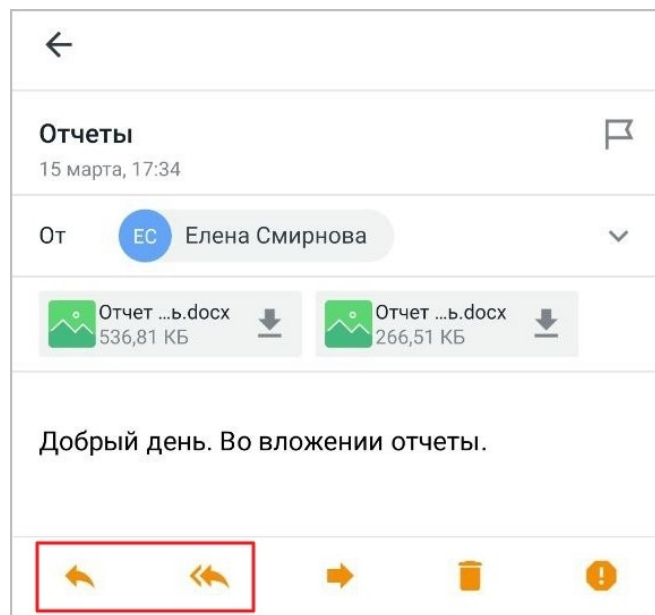 Отчеты
15 марта, 17:34
От ЕС Елена Смирнова
Отчет ...ь.docx Отчет ...ь.docx
536,81 КБ 266,51 КБ
Добрый день. Во вложении отчеты.